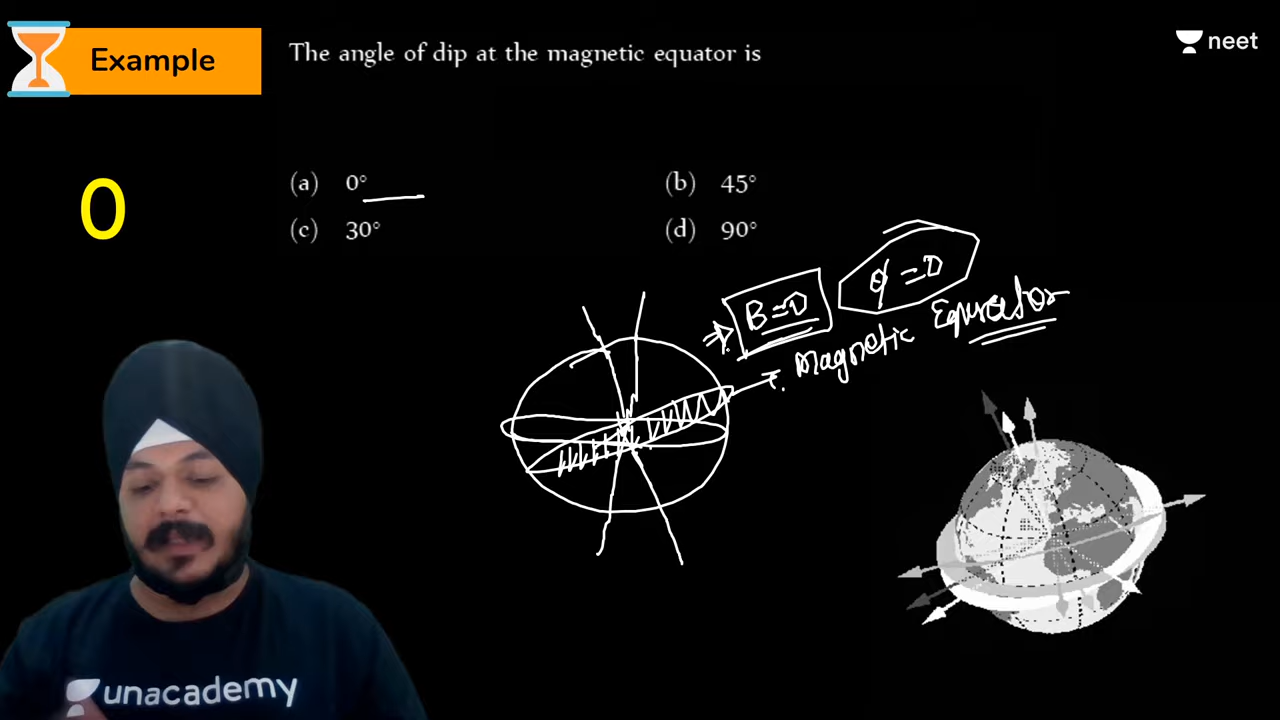 Example
The angle of dip at the magnetic equator is
neet
0
(a) 0°
(b) 45°
(c) 30°
(d) 90°
B=0
ϕ=0
Magnetic Equator
unacademy